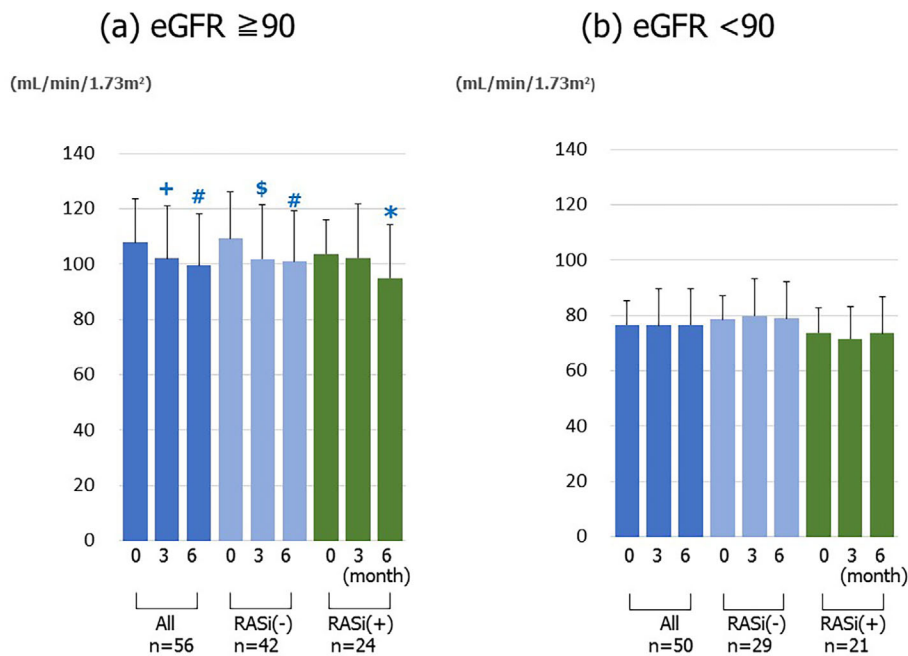 (a) eGFR ≧90
(mL/min/1.73m²)
140
120
100
80
60
40
20
0
+
#
$
#
*
0 3 6 0 3 6 0 3 6
(month)
All RASi(-) RASi(+)
n=56 n=42 n=24
(b) eGFR <90
(mL/min/1.73m²)
140
120
100
80
60
40
20
0
0 3 6 0 3 6 0 3 6
(month)
All RASi(-) RASi(+)
n=50 n=29 n=21